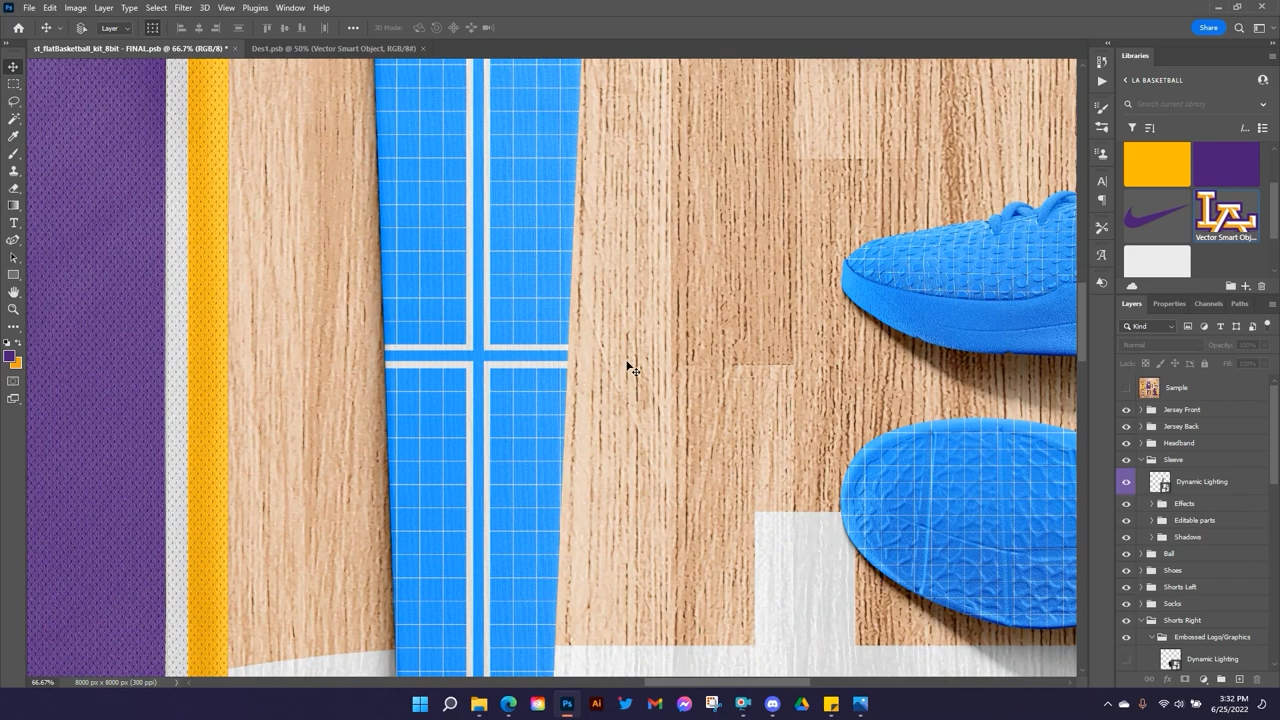 File Edit Image Layer Type Select Filter 3D View Plugins Window Help
Layer 3D Mode: Share
st_flatBasketball_kit_8bit - FINAL.psb @ 66.7% (RGB/8) * × Des1.psb @ 50% (Vector Smart Object, RGB/8#) ×
Libraries
LA BASKETBALL
Search current library
LA
Vector Smart Obj...
Layers Properties Channels Paths
Kind
Normal Opacity: 100%
Lock: Fill: 100%
Sample
Jersey Front
Jersey Back
Headband
Sleeve
Dynamic Lighting
Effects
Editable parts
Shadows
Ball
Shoes
Shorts Left
Socks
Shorts Right
Embossed Logo/Graphics
Dynamic Lighting
66.67% 8000 px x 8000 px (300 ppi)
3:32 PM
6/25/2022